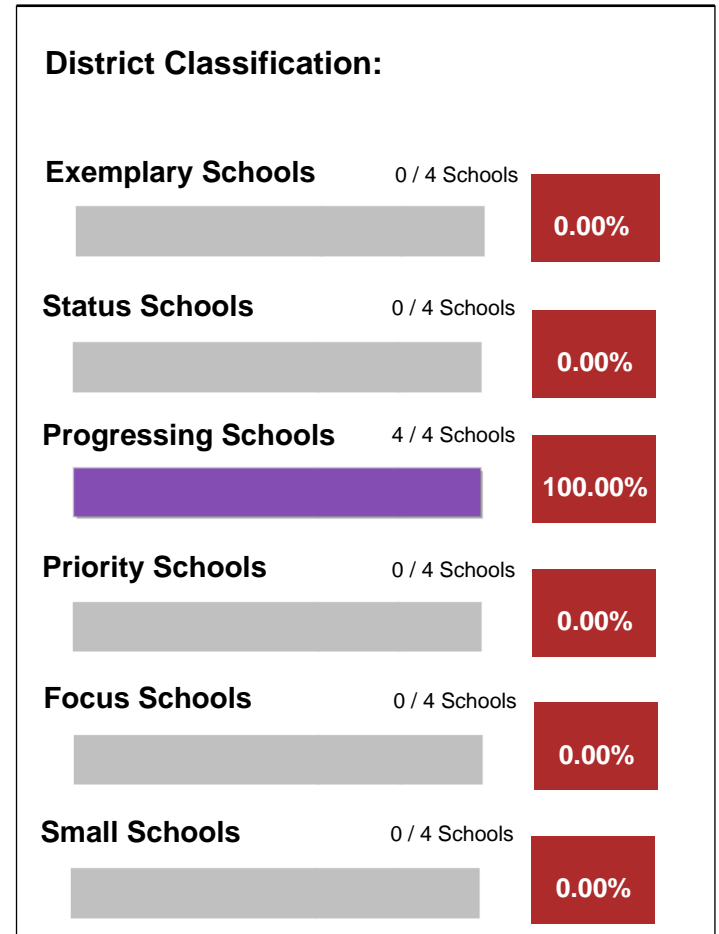 District Classification:
Exemplary Schools 0 / 4 Schools
0.00%
Status Schools 0 / 4 Schools
0.00%
Progressing Schools 4 / 4 Schools
100.00%
Priority Schools 0 / 4 Schools
0.00%
Focus Schools 0 / 4 Schools
0.00%
Small Schools 0 / 4 Schools
0.00%